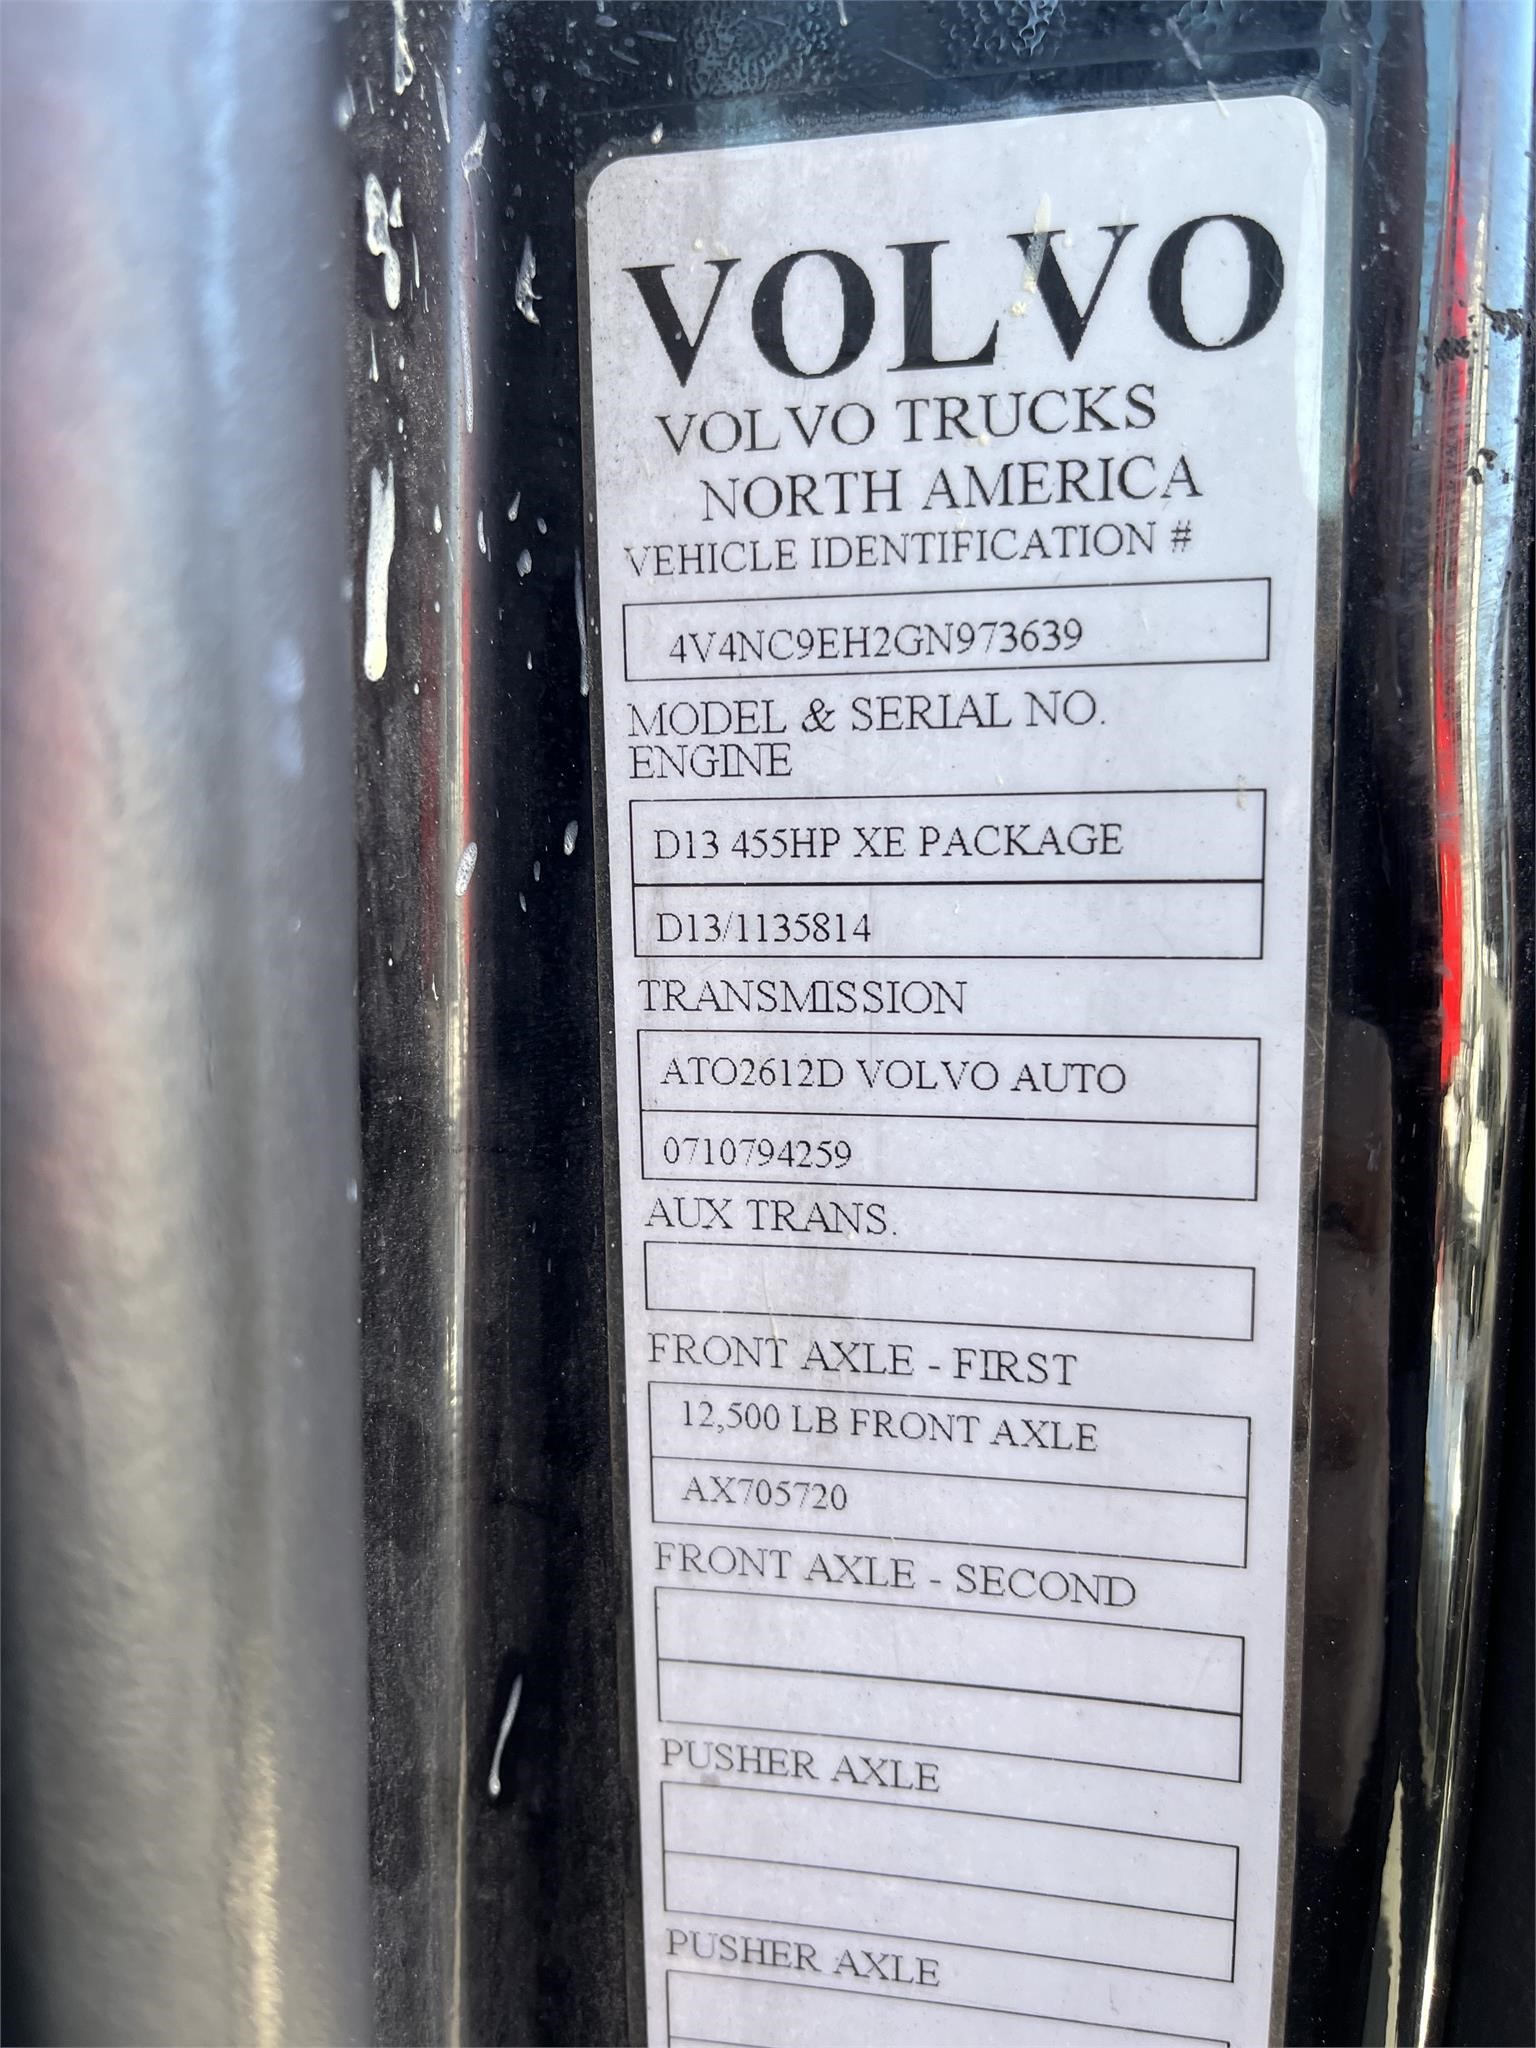 VOLVO
VOLVO TRUCKS
NORTH AMERICA
VEHICLE IDENTIFICATION #
4V4NC9EH2GN973639
MODEL & SERIAL NO.
ENGINE
D13 455HP XE PACKAGE
D13/1135814
TRANSMISSION
ATO2612D VOLVO AUTO
0710794259
AUX TRANS.
FRONT AXLE - FIRST
12,500 LB FRONT AXLE
AX705720
FRONT AXLE - SECOND
PUSHER AXLE
PUSHER AXLE